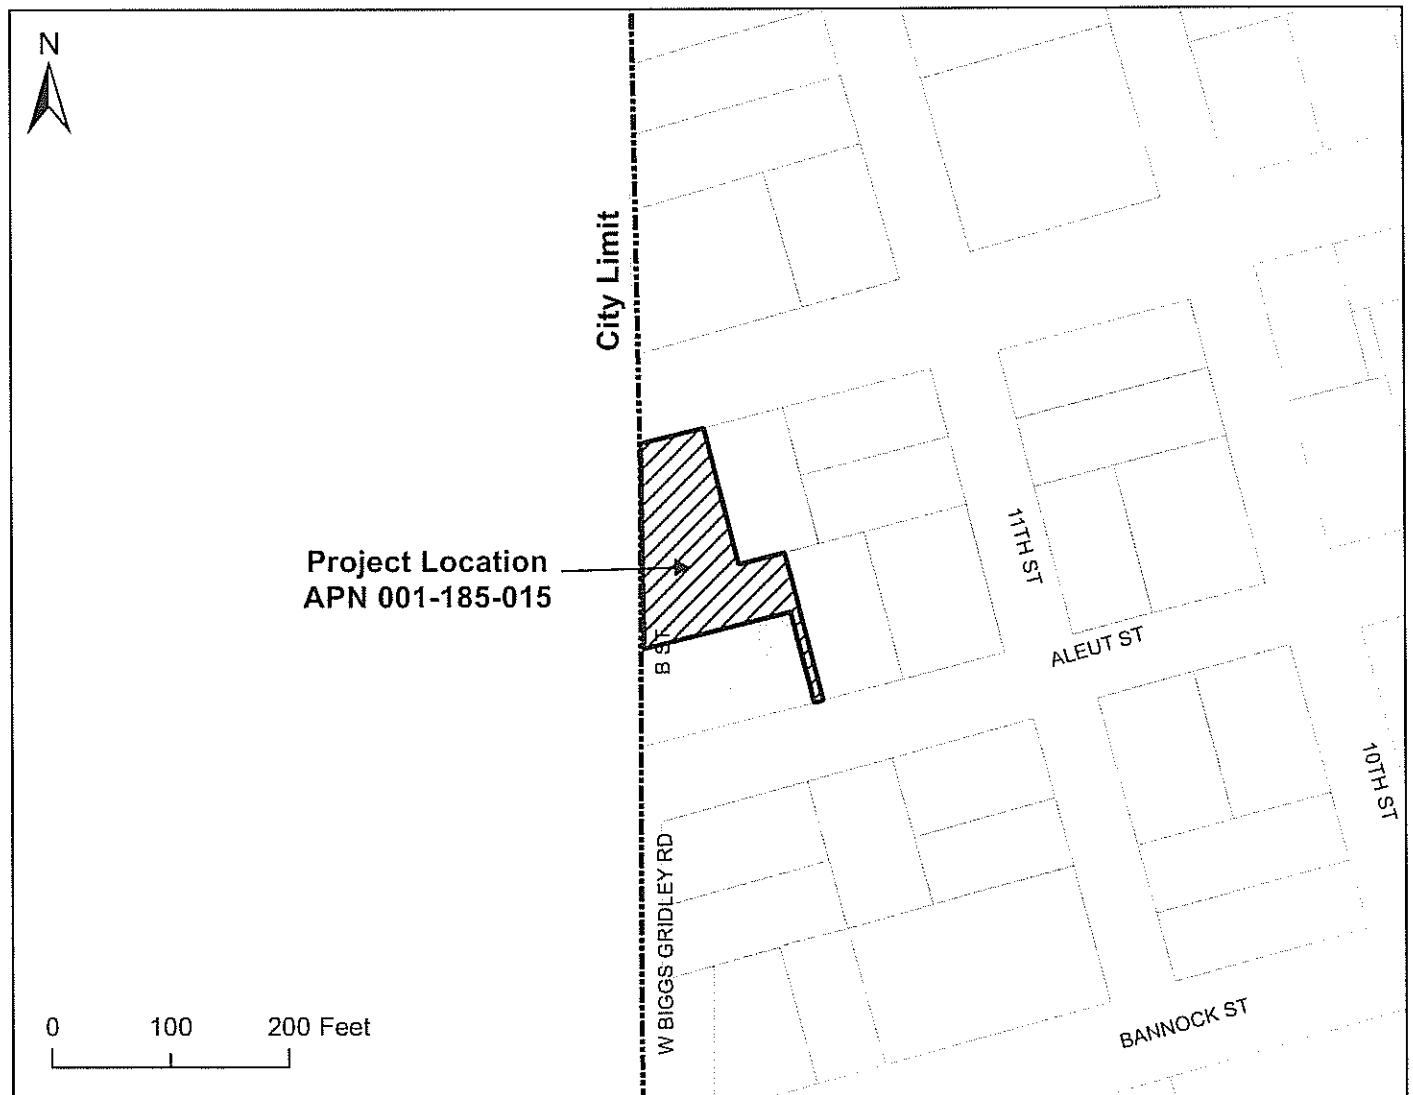 N
City Limit
Project Location
APN 001-185-015
B ST
11TH ST
ALEUT ST
10TH ST
W BIGGS GRIDLEY RD
BANNOCK ST
0 100 200 Feet